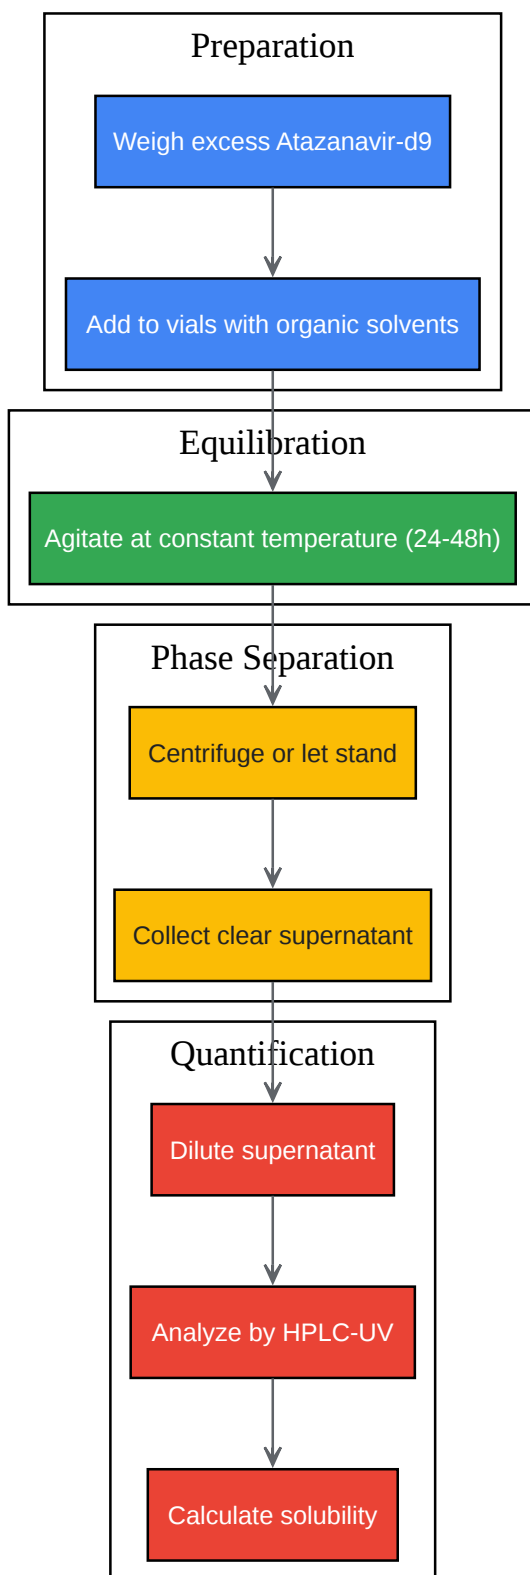 Preparation
Weigh excess Atazanavir-d9
Add to vials with organic solvents
Equilibration
Agitate at constant temperature (24-48h)
Phase Separation
Centrifuge or let stand
Collect clear supernatant
Quantification
Dilute supernatant
Analyze by HPLC-UV
Calculate solubility